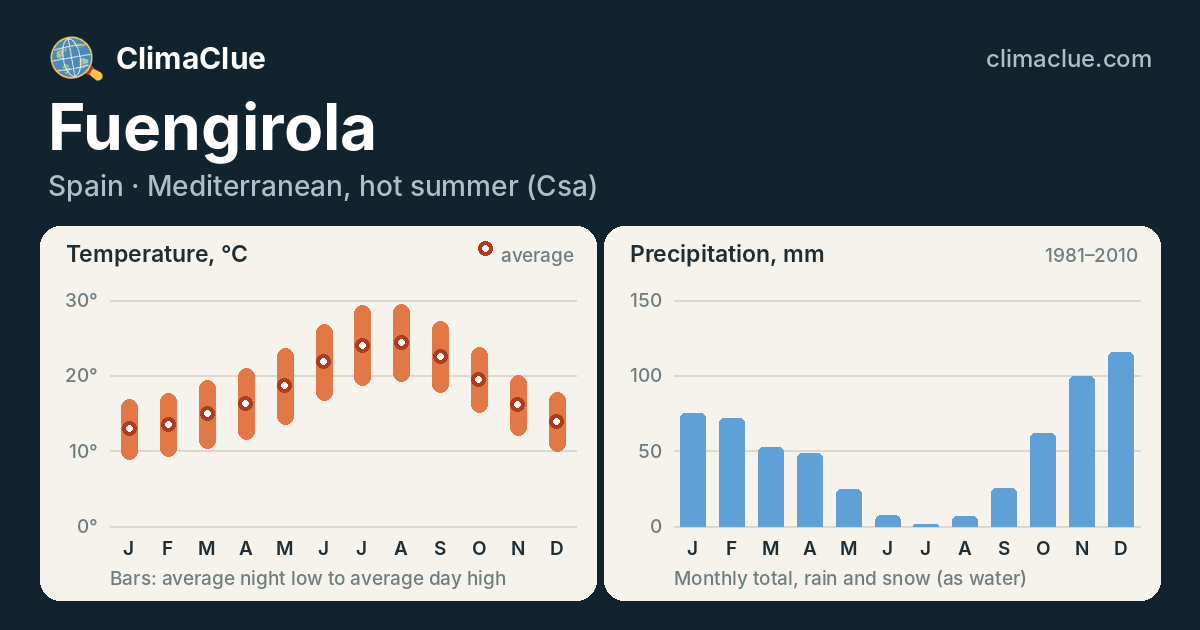 ClimaClue
climaclue.com
Fuengirola
Spain · Mediterranean, hot summer (Csa)
Temperature, °C
average
30°
20°
10°
0°
J F M A M J J A S O N D
Bars: average night low to average day high
Precipitation, mm
1981–2010
150
100
50
0
J F M A M J J A S O N D
Monthly total, rain and snow (as water)